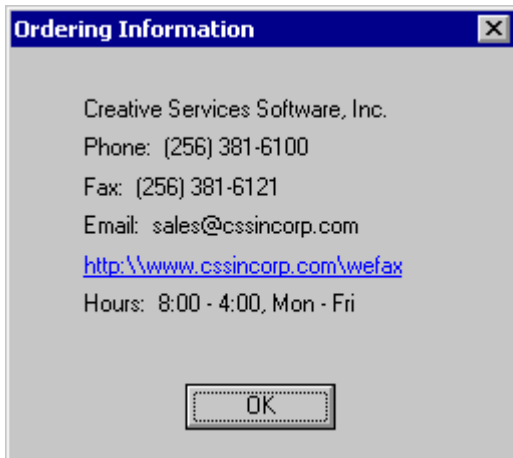 Ordering Information
Creative Services Software, Inc.
Phone: (256) 381-6100
Fax: (256) 381-6121
Email: sales@cssincorp.com
http:\\www.cssincorp.com\wefax
Hours: 8:00 - 4:00, Mon - Fri
OK